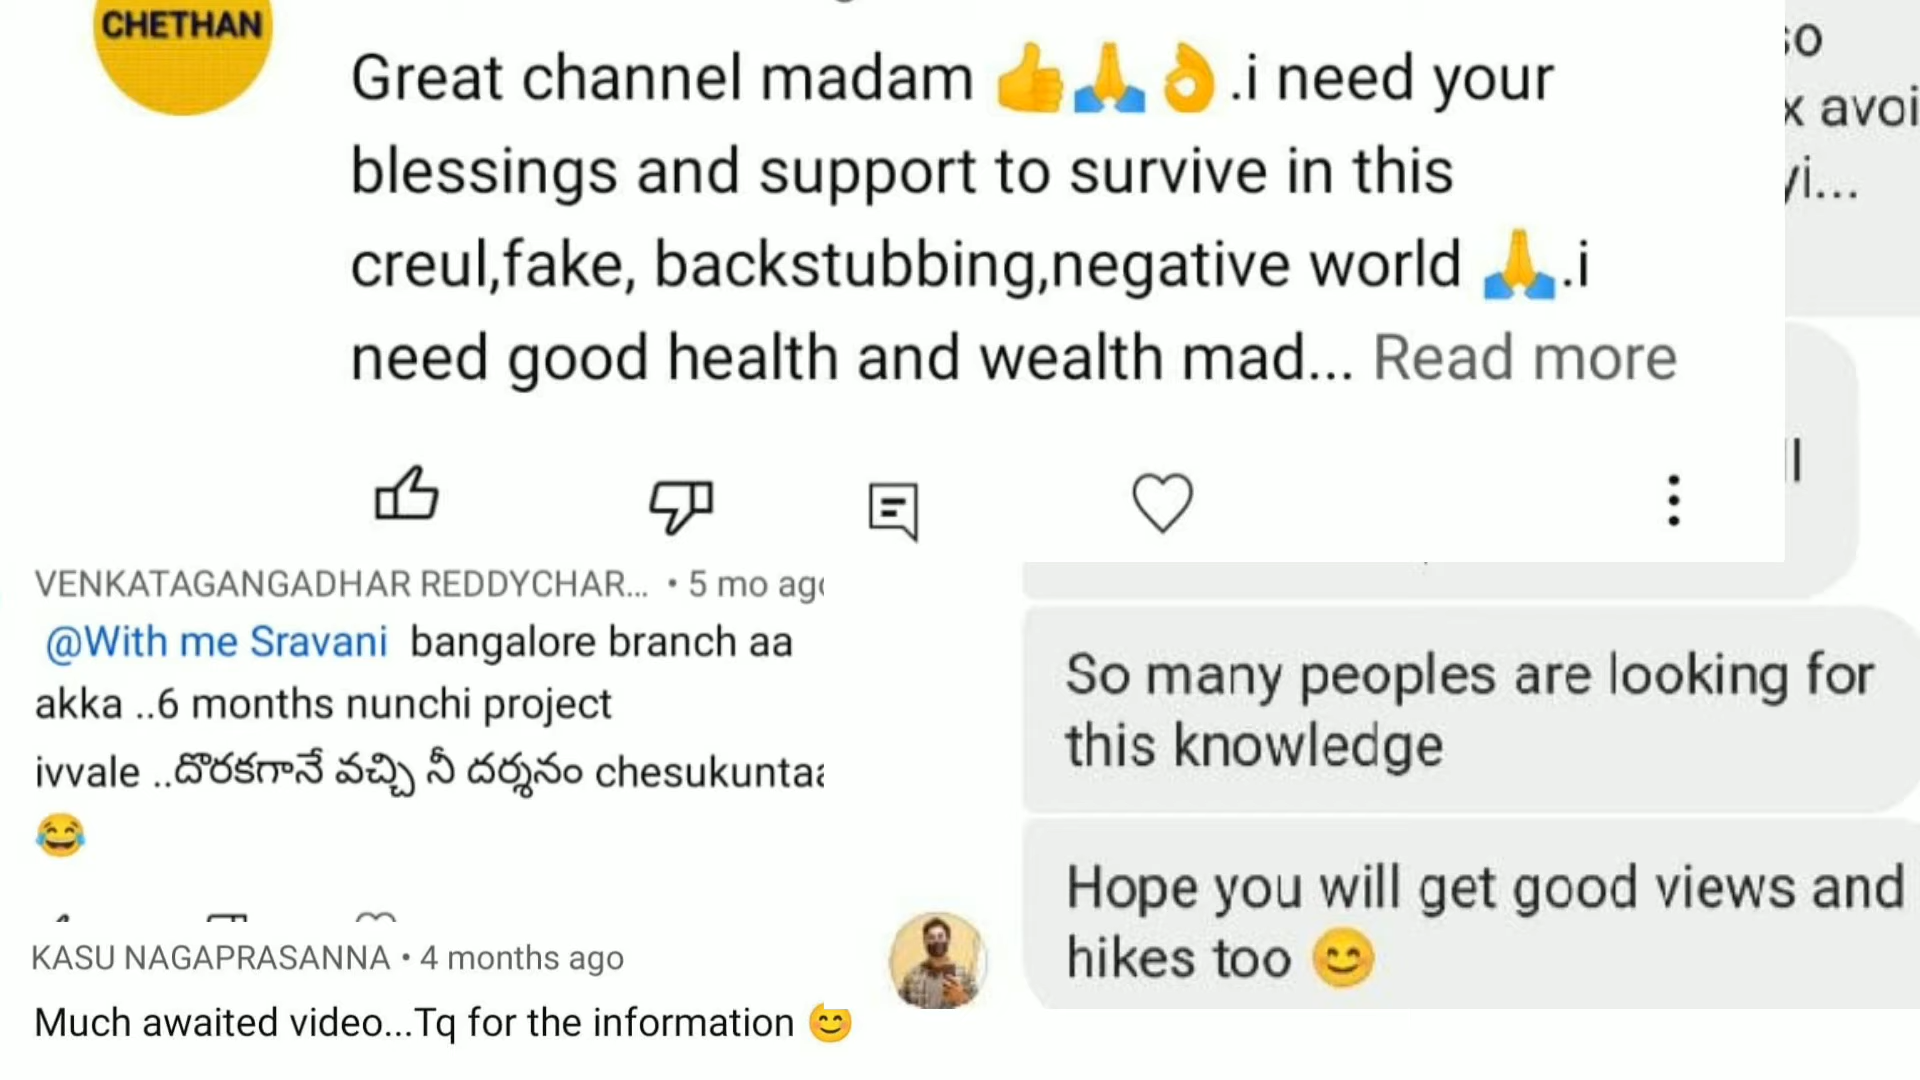 CHETHAN
Great channel madam 👍🙏👌.i need your
blessings and support to survive in this
creul,fake, backstubbing,negative world 🙏.i
need good health and wealth mad... Read more
VENKATAGANGADHAR REDDYCHAR... • 5 mo ago
@With me Sravani bangalore branch aa
akka ..6 months nunchi project
ivvale ..దొరకగానే వచ్చి నీ దర్శనం chesukuntaa
😂
KASU NAGAPRASANNA • 4 months ago
Much awaited video...Tq for the information 😊
So many peoples are looking for
this knowledge
Hope you will get good views and
hikes too 😊